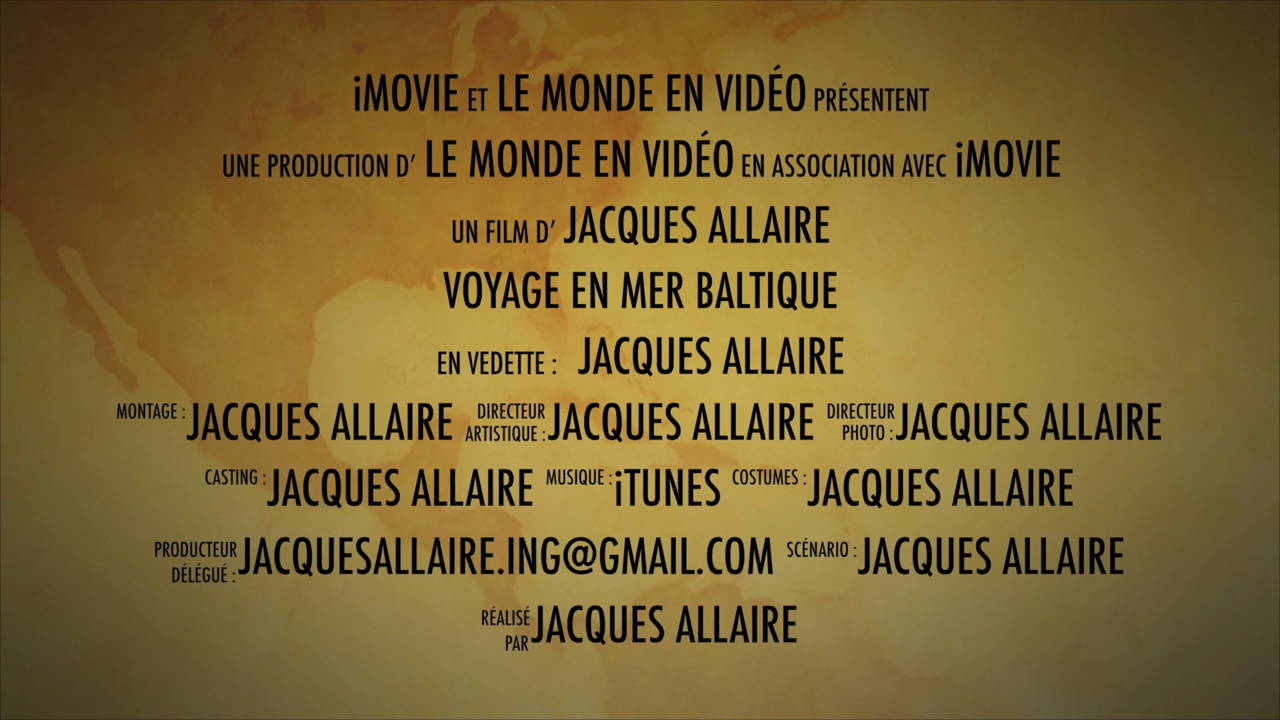 iMOVIE ET LE MONDE EN VIDÉO PRÉSENTENT
UNE PRODUCTION D' LE MONDE EN VIDÉO EN ASSOCIATION AVEC iMOVIE
UN FILM D' JACQUES ALLAIRE
VOYAGE EN MER BALTIQUE
EN VEDETTE : JACQUES ALLAIRE
MONTAGE : JACQUES ALLAIRE DIRECTEUR ARTISTIQUE : JACQUES ALLAIRE DIRECTEUR PHOTO : JACQUES ALLAIRE
CASTING : JACQUES ALLAIRE MUSIQUE : iTUNES COSTUMES : JACQUES ALLAIRE
PRODUCTEUR DÉLÉGUÉ : JACQUESALLAIRE.ING@GMAIL.COM SCÉNARIO : JACQUES ALLAIRE
RÉALISÉ PAR JACQUES ALLAIRE